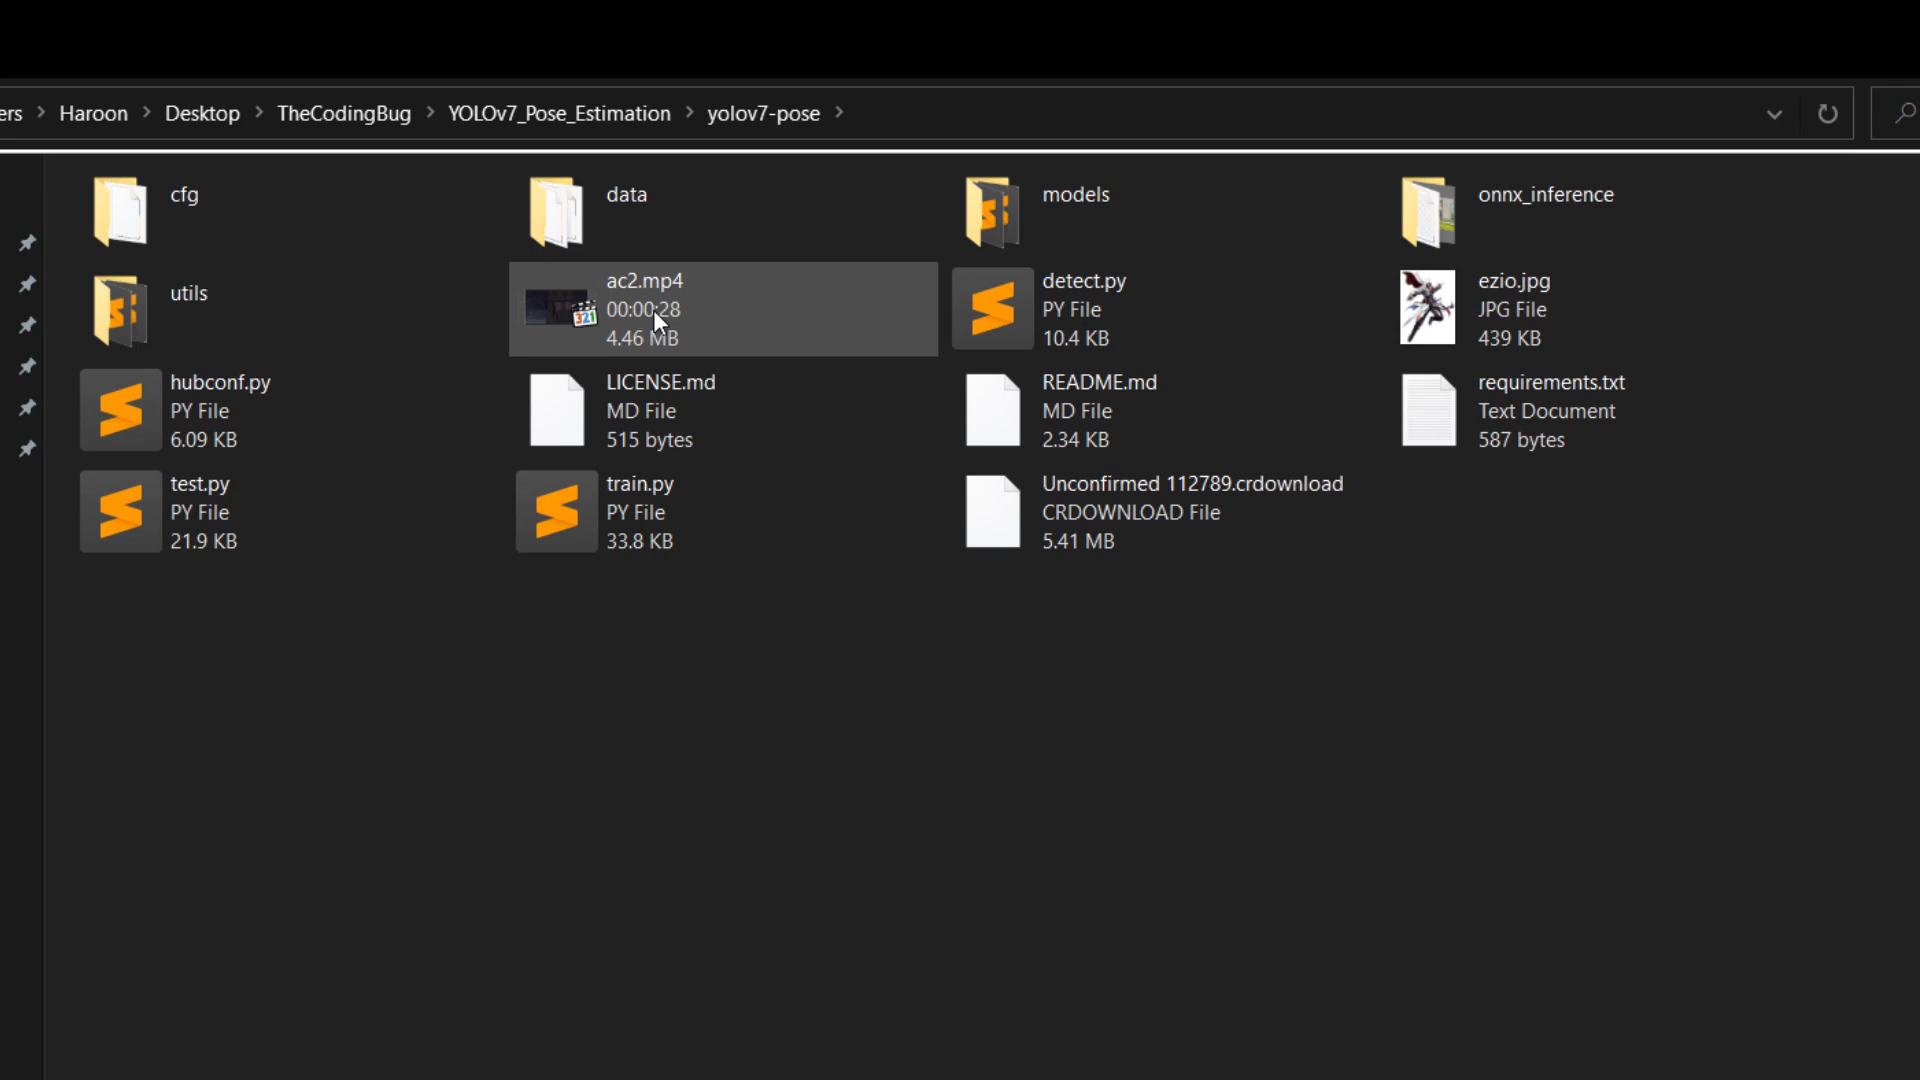 ers > Haroon > Desktop > TheCodingBug > YOLOv7_Pose_Estimation > yolov7-pose >
cfg
data
models
onnx_inference
utils
ac2.mp4
00:00:28
4.46 MB
detect.py
PY File
10.4 KB
ezio.jpg
JPG File
439 KB
hubconf.py
PY File
6.09 KB
LICENSE.md
MD File
515 bytes
README.md
MD File
2.34 KB
requirements.txt
Text Document
587 bytes
test.py
PY File
21.9 KB
train.py
PY File
33.8 KB
Unconfirmed 112789.crdownload
CRDOWNLOAD File
5.41 MB